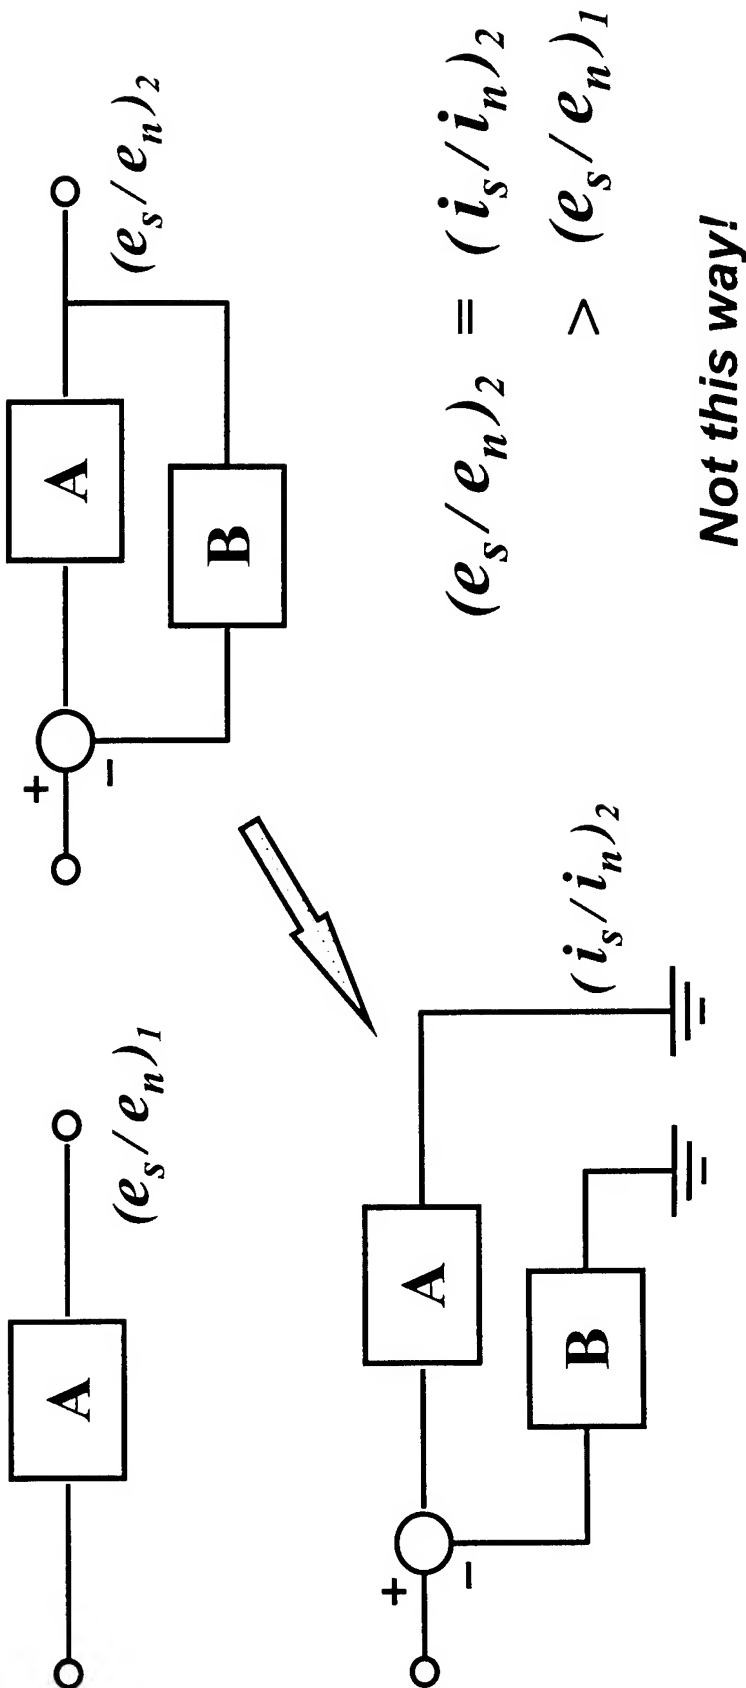 A
(e_s/e_n)_1
+
−
A
B
(e_s/e_n)_2
+
−
A
B
(i_s/i_n)_2
(e_s/e_n)_2 = (i_s/i_n)_2
> (e_s/e_n)_1
Not this way!